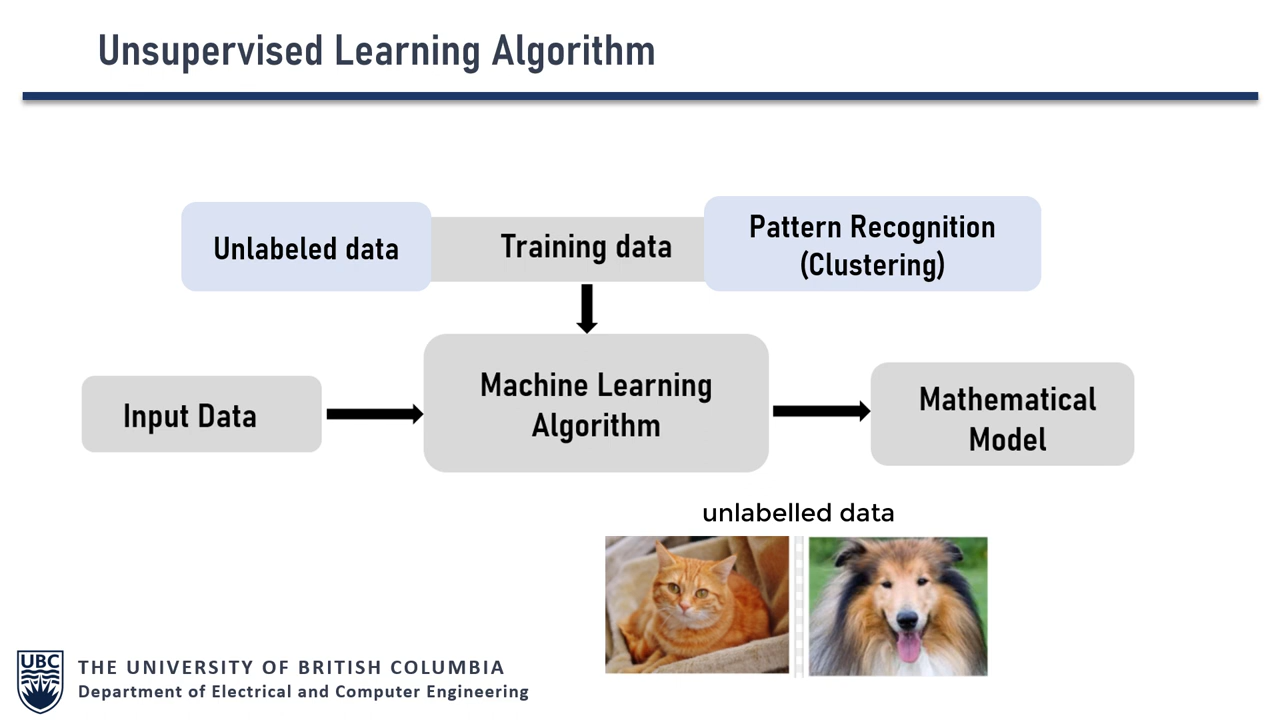 Unsupervised Learning Algorithm
Unlabeled data
Training data
Pattern Recognition
(Clustering)
Input Data
Machine Learning
Algorithm
Mathematical
Model
unlabelled data
UBC
THE UNIVERSITY OF BRITISH COLUMBIA
Department of Electrical and Computer Engineering